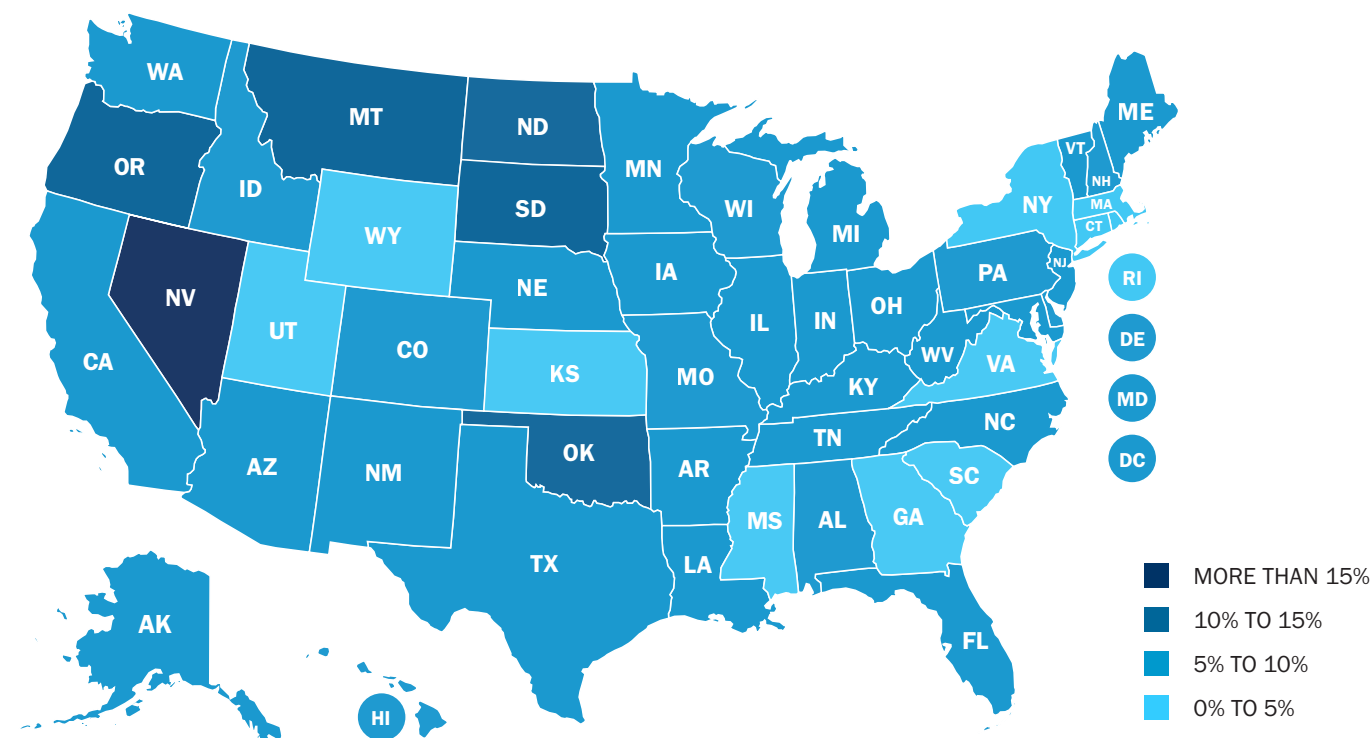 WA
MT
ND
OR
ID
MN
SD
WI
MI
WY
NE
IA
NV
UT
CO
CA
KS
MO
IL
IN
OH
PA
NY
ME
VT
NH
MA
CT
NJ
RI
DE
MD
DC
WV
VA
KY
NC
TN
SC
AZ
NM
OK
AR
MS
AL
GA
TX
LA
FL
AK
HI
MORE THAN 15%
10% TO 15%
5% TO 10%
0% TO 5%